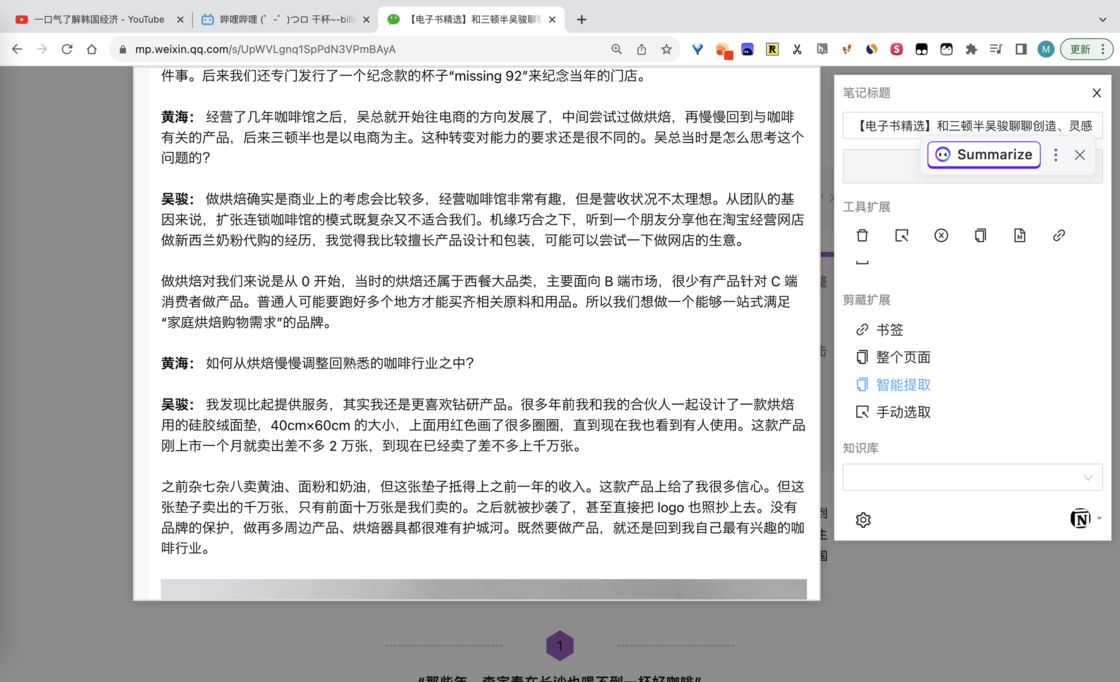 一口气了解韩国经济 - YouTube
哔哩哔哩 (゜-゜)つロ 干杯~-bili
【电子书精选】和三顿半吴骏聊
mp.weixin.qq.com/s/UpWVLgnq1SpPdN3VPmBAyA
更新
件事。后来我们还专门发行了一个纪念款的杯子“missing 92”来纪念当年的门店。
黄海： 经营了几年咖啡馆之后，吴总就开始往电商的方向发展了，中间尝试过做烘焙，再慢慢回到与咖啡
有关的产品，后来三顿半也是以电商为主。这种转变对能力的要求还是很不同的。吴总当时是怎么思考这个
问题的？
吴骏： 做烘焙确实是商业上的考虑会比较多，经营咖啡馆非常有趣，但是营收状况不太理想。从团队的基
因来说，扩张连锁咖啡馆的模式既复杂又不适合我们。机缘巧合之下，听到一个朋友分享他在淘宝经营网店
做新西兰奶粉代购的经历，我觉得我比较擅长产品设计和包装，可能可以尝试一下做网店的生意。
做烘焙对我们来说是从 0 开始，当时的烘焙还属于西餐大品类，主要面向 B 端市场，很少有产品针对 C 端
消费者做产品。普通人可能要跑好多个地方才能买齐相关原料和用品。所以我们想做一个能够一站式满足
“家庭烘焙购物需求”的品牌。
黄海： 如何从烘焙慢慢调整回熟悉的咖啡行业之中？
吴骏： 我发现比起提供服务，其实我还是更喜欢钻研产品。很多年前我和我的合伙人一起设计了一款烘焙
用的硅胶绒面垫，40cm×60cm 的大小，上面用红色画了很多圈圈，直到现在我也看到有人使用。这款产品
刚上市一个月就卖出差不多 2 万张，到现在已经卖了差不多上千万张。
之前杂七杂八卖黄油、面粉和奶油，但这张垫子抵得上之前一年的收入。这款产品上给了我很多信心。但这
张垫子卖出的千万张，只有前面十万张是我们卖的。之后就被抄袭了，甚至直接把 logo 也照抄上去。没有
品牌的保护，做再多周边产品、烘焙器具都很难有护城河。既然要做产品，就还是回到我自己最有兴趣的咖
啡行业。
1
“那些年，李宇春在长沙也喝不到一杯好咖啡”
笔记标题
【电子书精选】和三顿半吴骏聊聊创造、灵感
Summarize
工具扩展
剪藏扩展
书签
整个页面
智能提取
手动选取
知识库